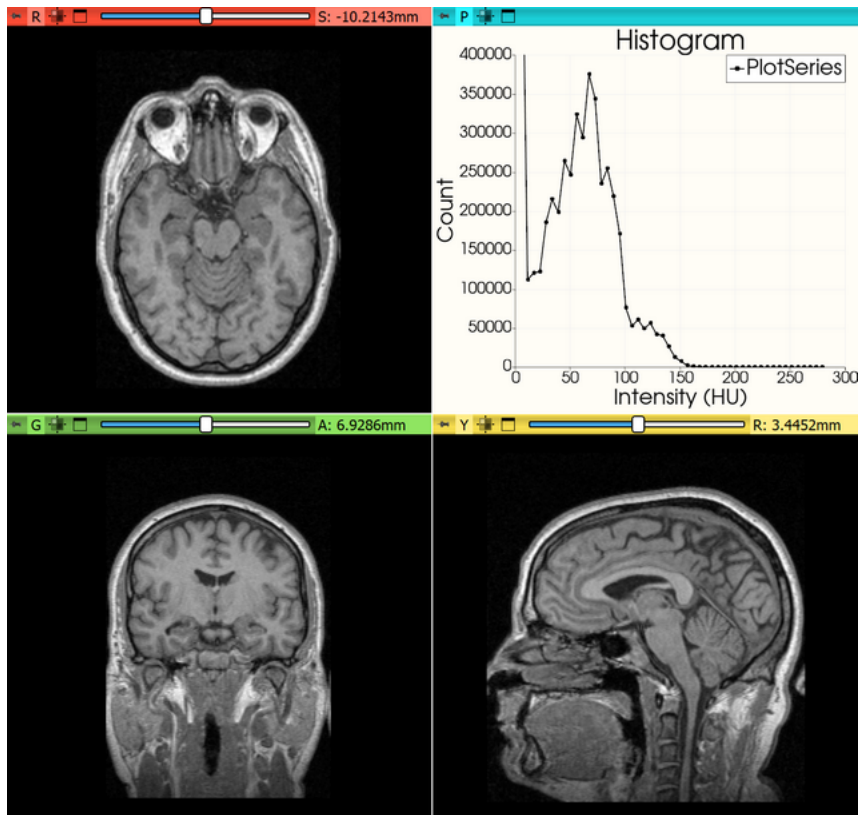 R S: -10.2143mm
P
Histogram
PlotSeries
400000
350000
300000
250000
200000
150000
100000
50000
0
Count
0 50 100 150 200 250 300
Intensity (HU)
G A: 6.9286mm
Y R: 3.4452mm